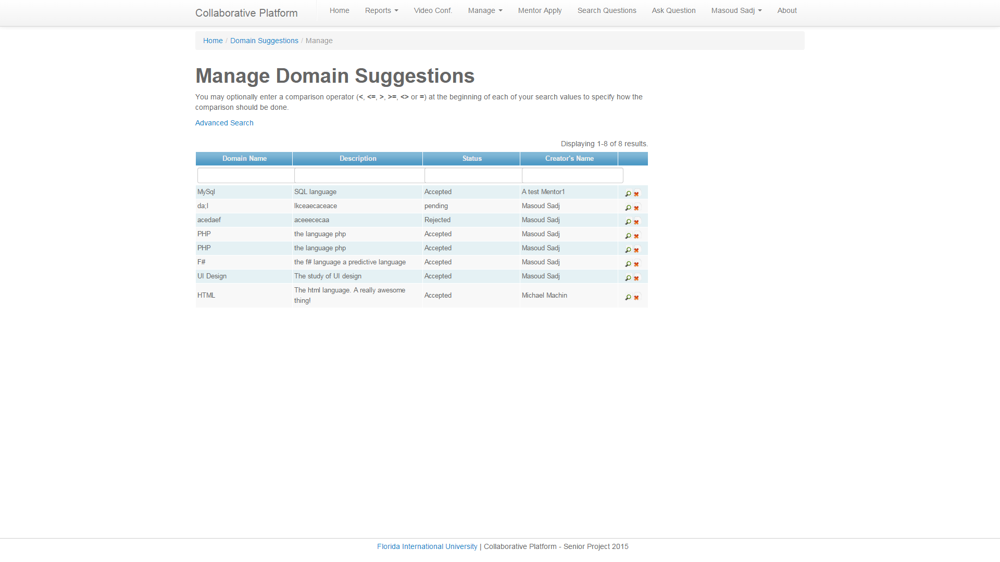 Collaborative Platform Home Reports Video Conf. Manage Mentor Apply Search Questions Ask Question Masoud Sadj About
Home / Domain Suggestions / Manage
Manage Domain Suggestions
You may optionally enter a comparison operator (<, <=, >, >=, <> or =) at the beginning of each of your search values to specify how the
comparison should be done.
Advanced Search
Displaying 1-8 of 8 results.
Domain Name Description Status Creator's Name
MySql SQL language Accepted A test Mentor1
da;l lkceaecaceace pending Masoud Sadj
acedaef aceeececaa Rejected Masoud Sadj
PHP the language php Accepted Masoud Sadj
PHP the language php Accepted Masoud Sadj
F# the f# language a predictive language Accepted Masoud Sadj
UI Design The study of UI design Accepted Masoud Sadj
HTML The html language. A really awesome
thing! Accepted Michael Machin
Florida International University | Collaborative Platform - Senior Project 2015